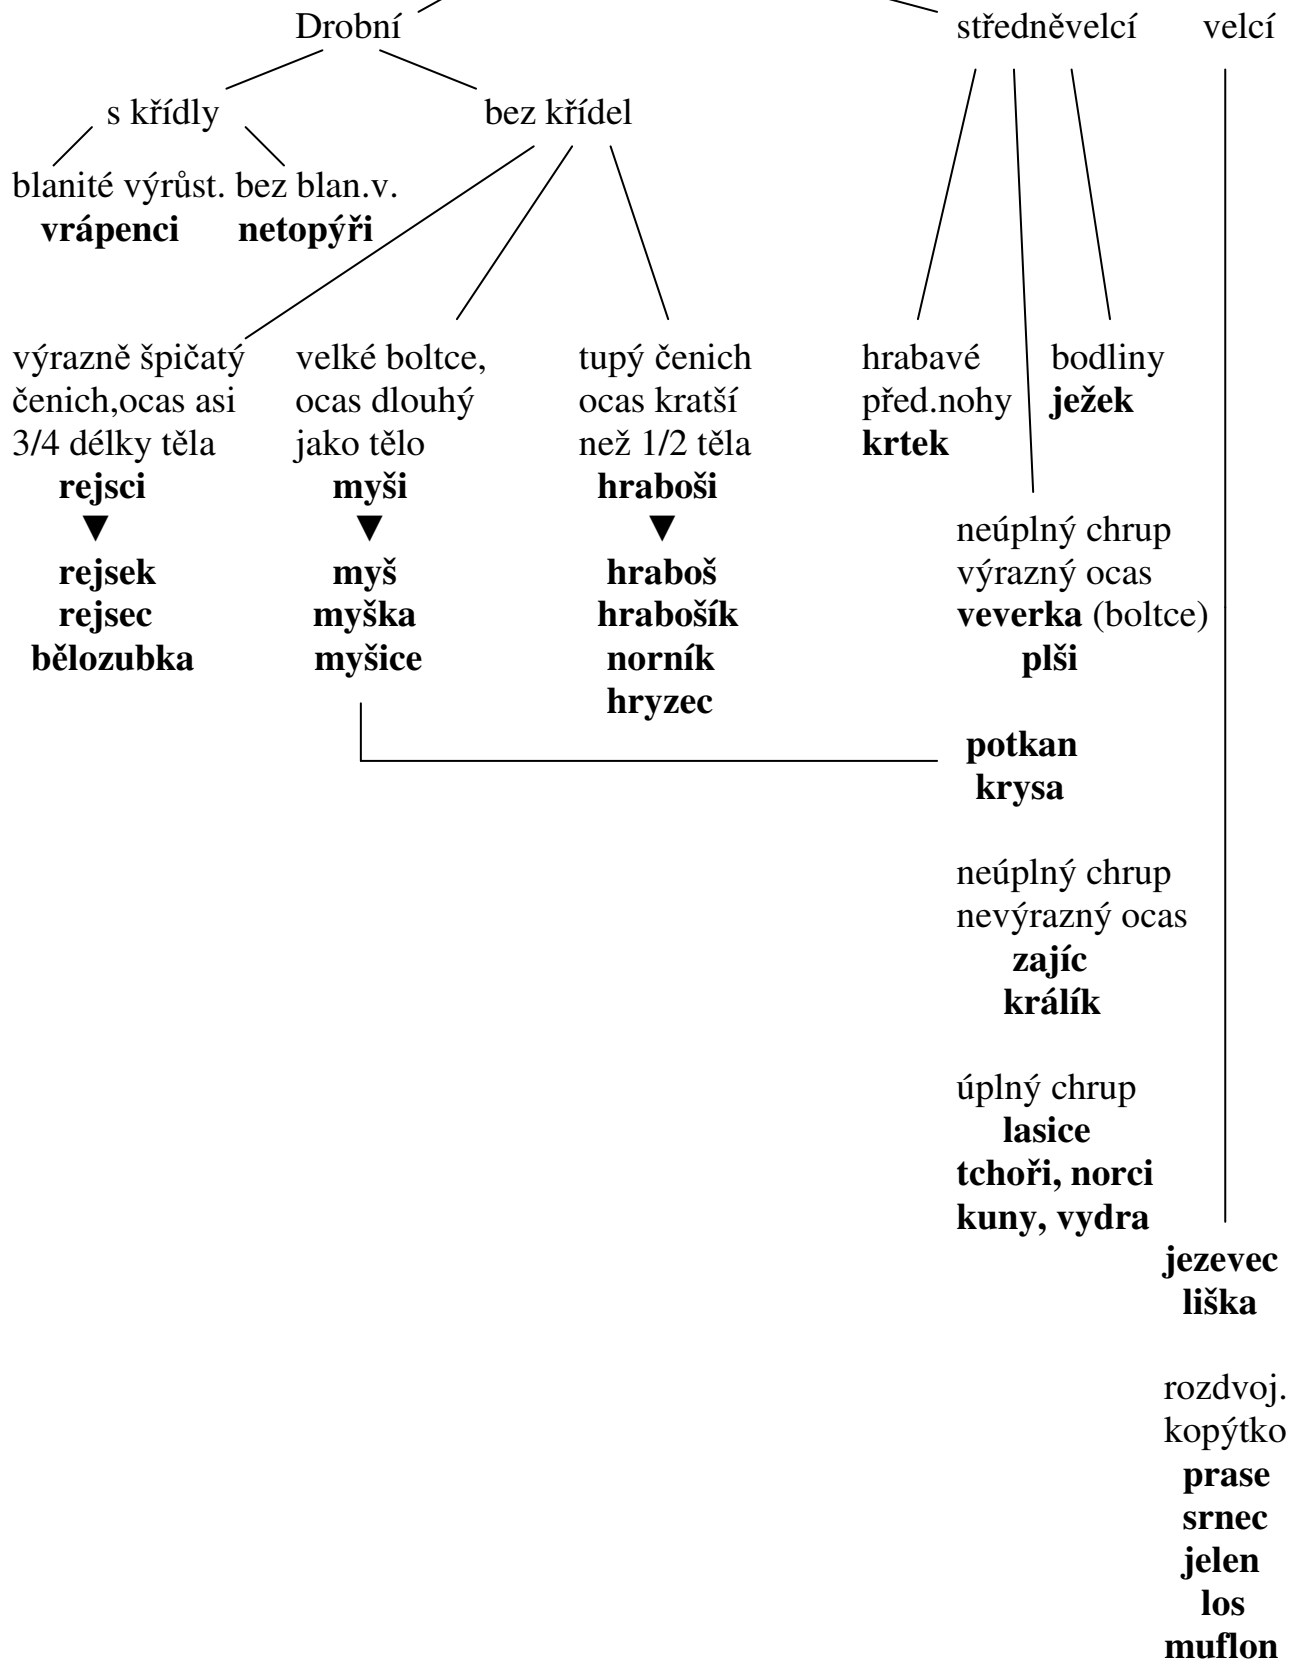 Drobní středněvelcí velcí
s křídly bez křídel
blanité výrůst. bez blan.v.
vrápenci netopýři
výrazně špičatý
čenich,ocas asi
3/4 délky těla
rejsci
▼
rejsek
rejsec
bělozubka
velké boltce,
ocas dlouhý
jako tělo
myši
▼
myš
myška
myšice
tupý čenich
ocas kratší
než 1/2 těla
hraboši
▼
hraboš
hrabošík
norník
hryzec
hrabavé
před.nohy
krtek
bodliny
ježek
neúplný chrup
výrazný ocas
veverka (boltce)
plši
potkan
krysa
neúplný chrup
nevýrazný ocas
zajíc
králík
úplný chrup
lasice
tchoři, norci
kuny, vydra
jezevec
liška
rozdvoj.
kopýtko
prase
srnec
jelen
los
muflon